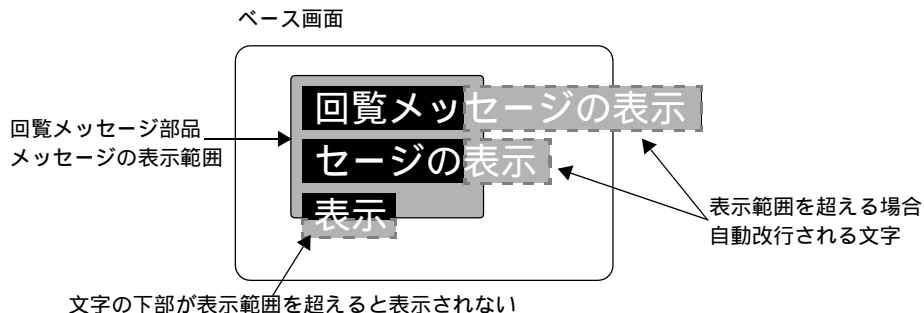 ベース画面
回覧メッセージの表示
セージの表示
表示
回覧メッセージ部品
メッセージの表示範囲
表示範囲を超える場合
自動改行される文字
文字の下部が表示範囲を超えると表示されない